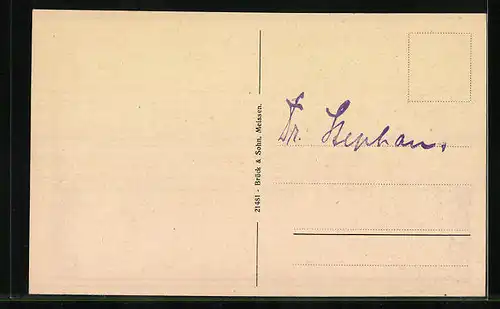 21481 - Brück & Sohn, Meissen.
Dr. Stephan.